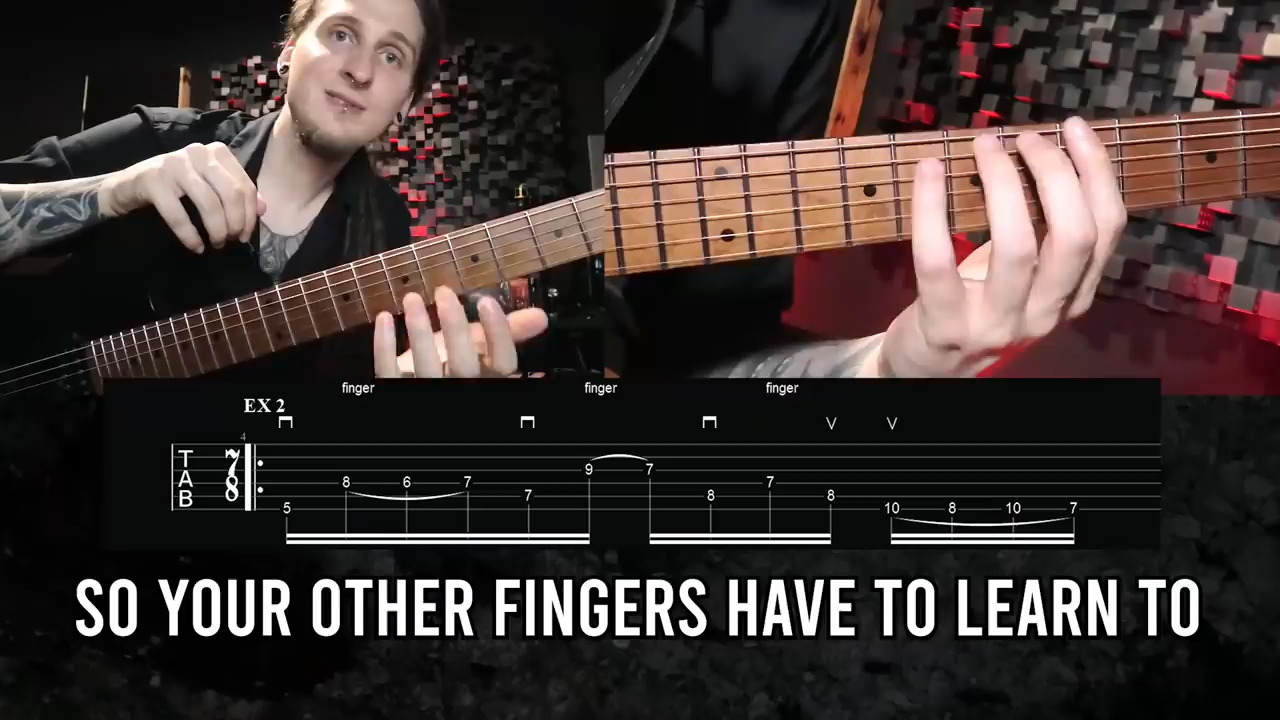 finger finger finger
EX 2
4
T
A
B
7
8
9 7
8 6 7 7
7 8 8
5 10 8 10 7
SO YOUR OTHER FINGERS HAVE TO LEARN TO